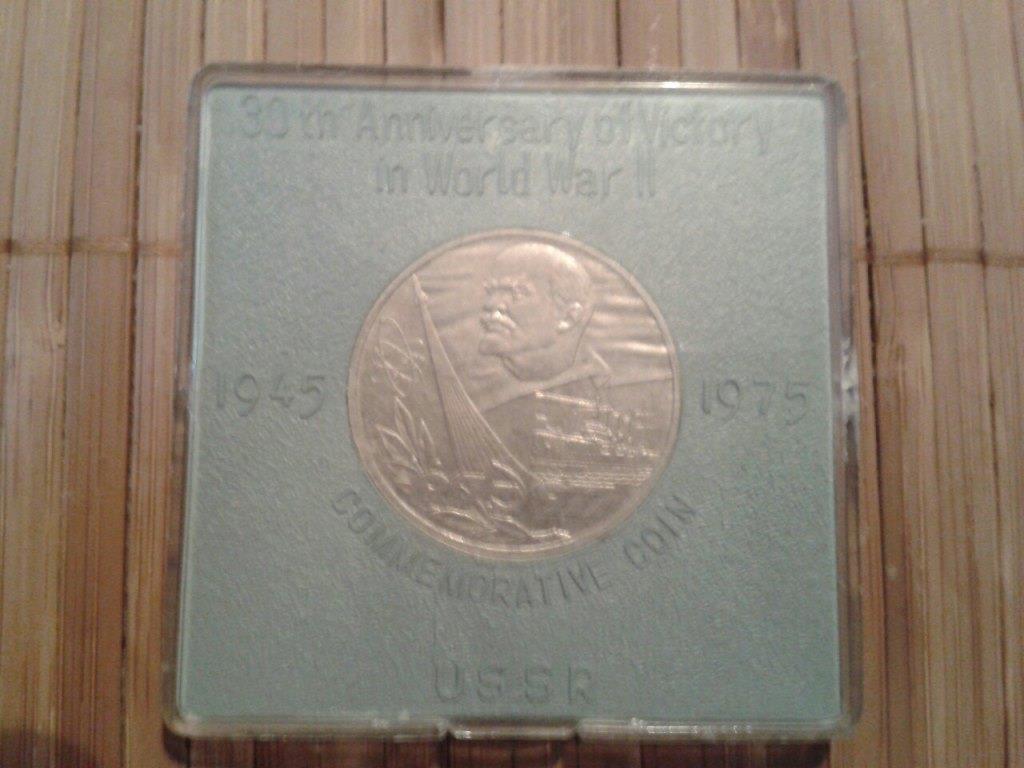 30th Anniversary of Victory
in World War II
1945 1975
COMMEMORATIVE COIN
USSR